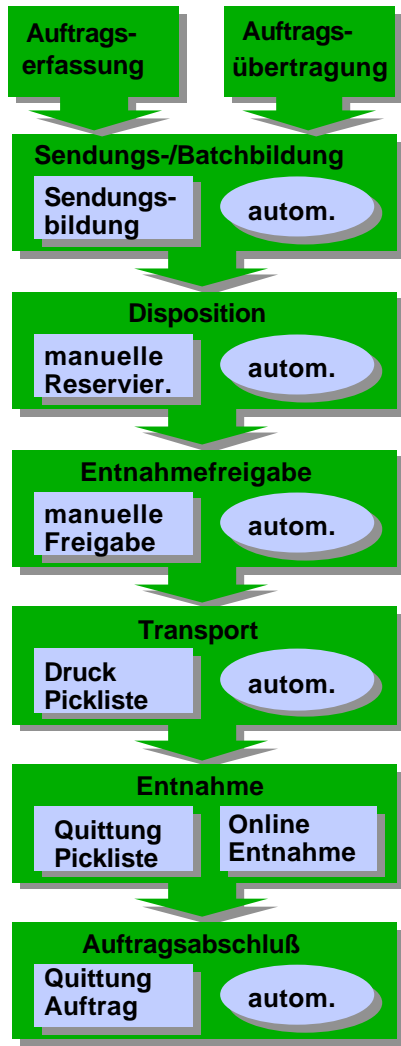 Auftrags-
erfassung
Auftrags-
übertragung
Sendungs-/Batchbildung
Sendungs-
bildung
autom.
Disposition
manuelle
Reservier.
autom.
Entnahmefreigabe
manuelle
Freigabe
autom.
Transport
Druck
Pickliste
autom.
Entnahme
Quittung
Pickliste
Online
Entnahme
Auftragsabschluß
Quittung
Auftrag
autom.